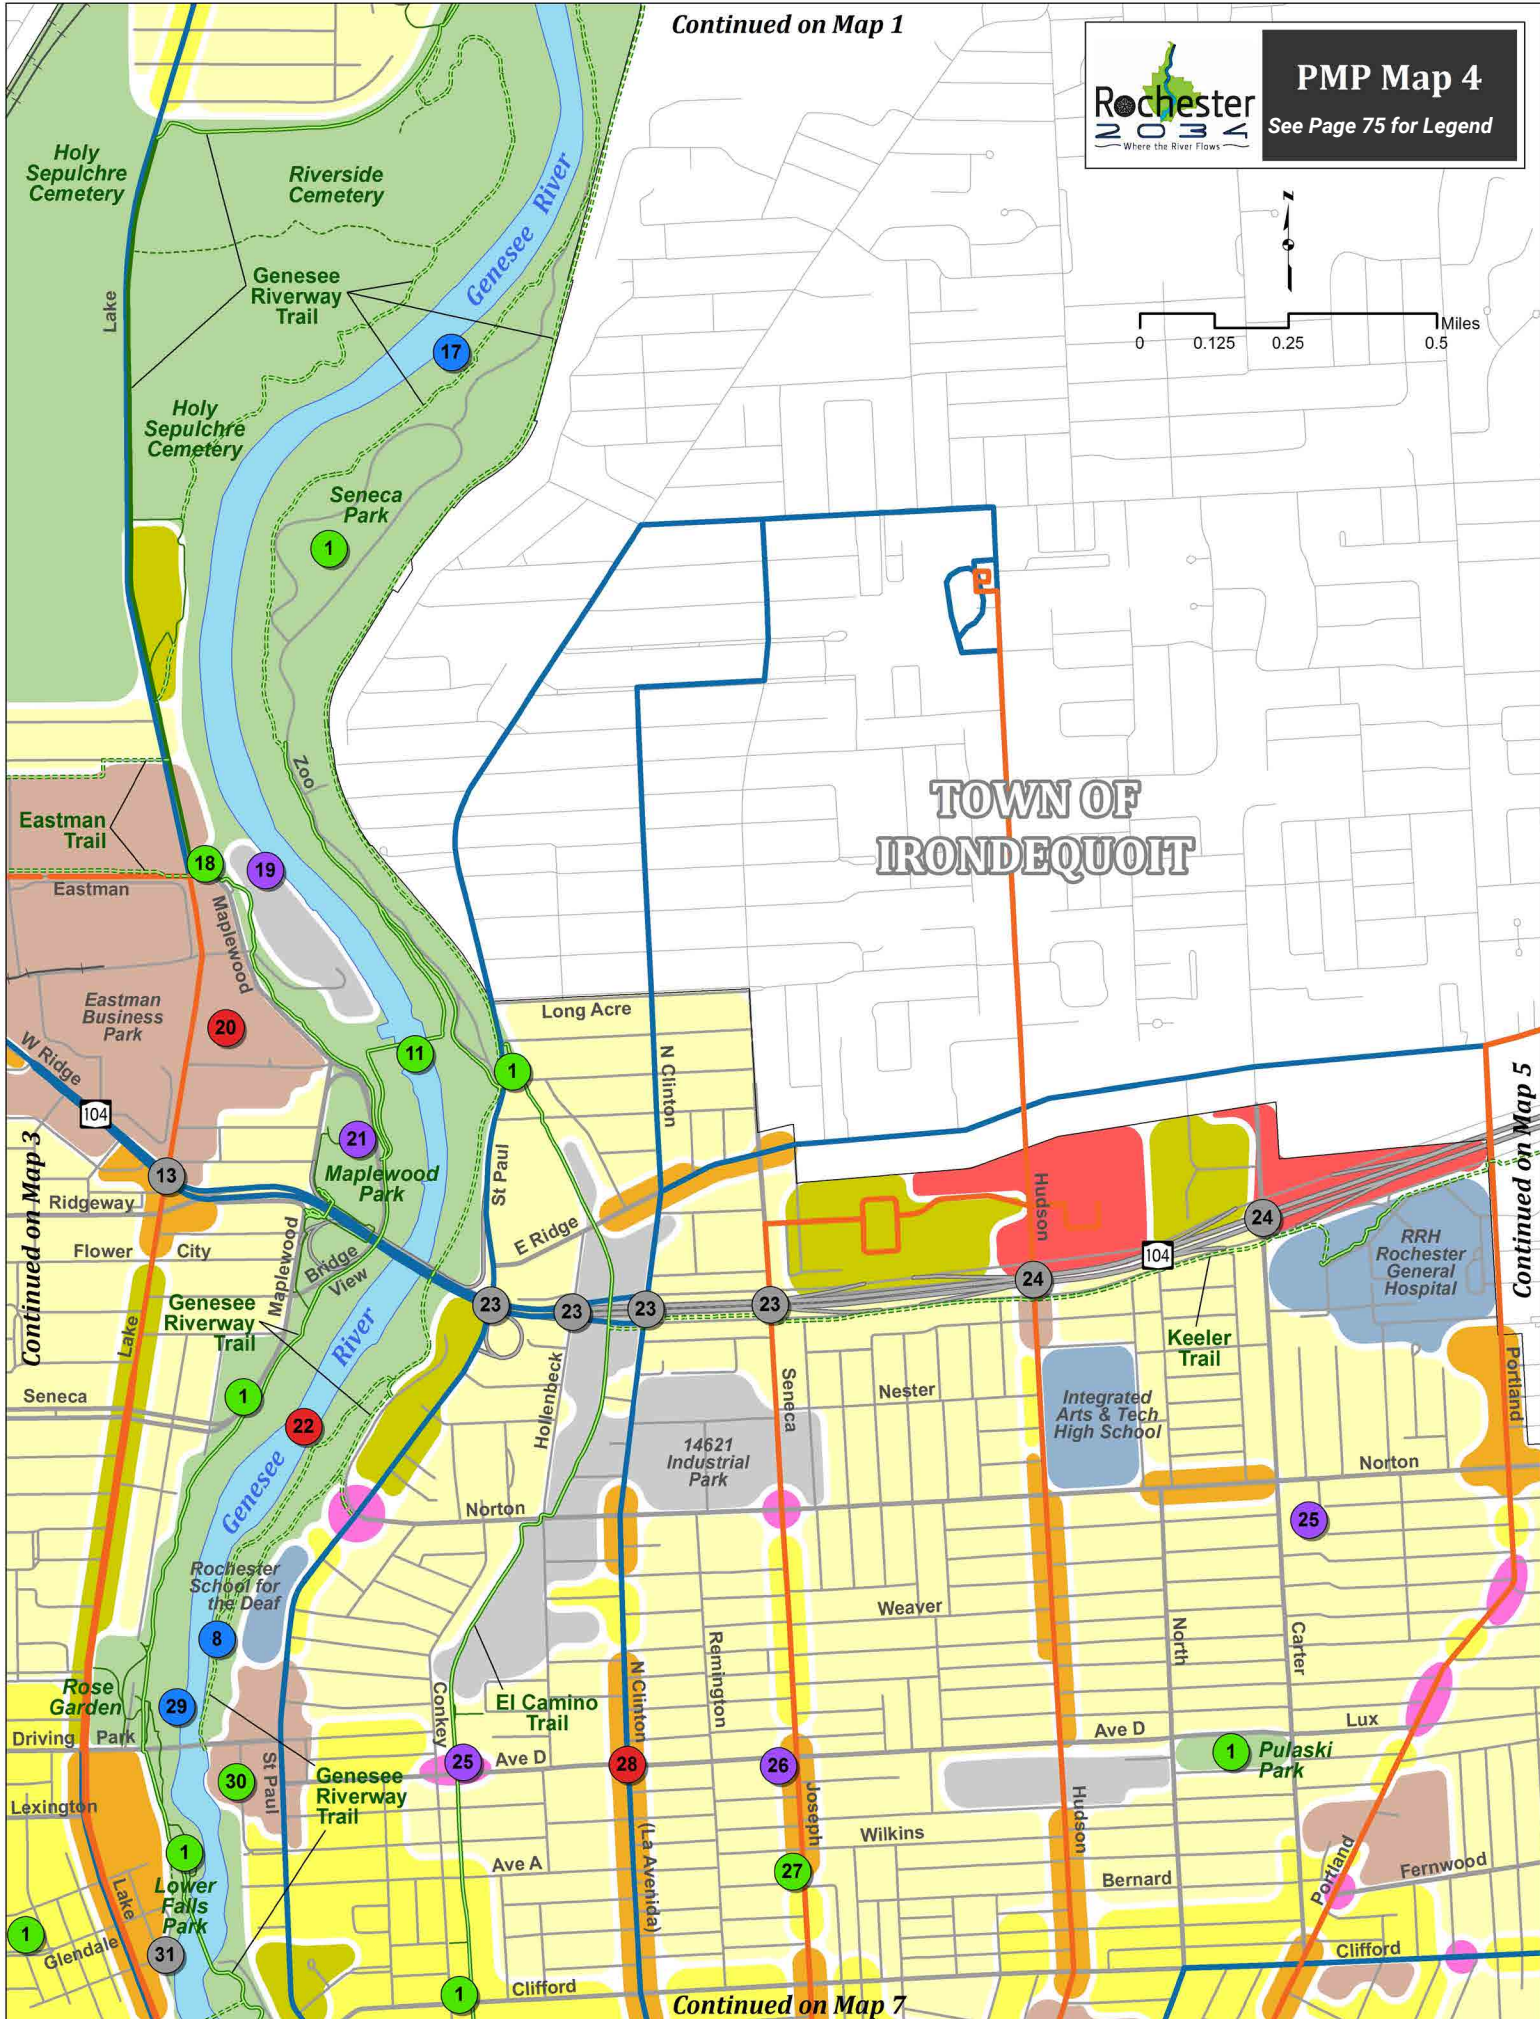 Continued on Map 1
Rochester
2034
Where the River Flows
PMP Map 4
See Page 75 for Legend
z
Miles
0
0.125
0.25
0.5
Holy
Sepulchre
Cemetery
Riverside
Cemetery
Genesee River
Genesee
Riverway
Trail
Lake
17
Holy
Sepulchre
Cemetery
Seneca
Park
1
Zoo
TOWN OF
IRONDEQUOIT
Eastman
Trail
18
19
Eastman
Maplewood
Eastman
Business
Park
20
Long Acre
W Ridge
11
1
N Clinton
104
21
Maplewood
Park
St Paul
Continued on Map 3
Continued on Map 5
13
Ridgeway
Hudson
24
Flower City
Maplewood
Bridge
View
E Ridge
104
RRH
Rochester
General
Hospital
23
23
23
23
24
Genesee
Riverway
Trail
River
Lake
Keeler
Trail
Portland
Seneca
1
Hollenbeck
Seneca
Nester
Integrated
Arts & Tech
High School
22
14621
Industrial
Park
Norton
Genesee
Norton
25
Rochester
School for
the Deaf
8
Weaver
North
Carter
Remington
Rose
Garden
29
N Clinton
Conkey
El Camino
Trail
Driving Park
Ave D
Lux
St Paul
25
Ave D
28
26
1
Pulaski
Park
30
Genesee
Riverway
Trail
Lexington
Joseph
Hudson
Wilkins
1
Ave A
(La Avenida)
27
Portland
Fernwood
Bernard
Lower
Falls
Park
Lake
1
Glendale
31
Clifford
1
Clifford
Continued on Map 7